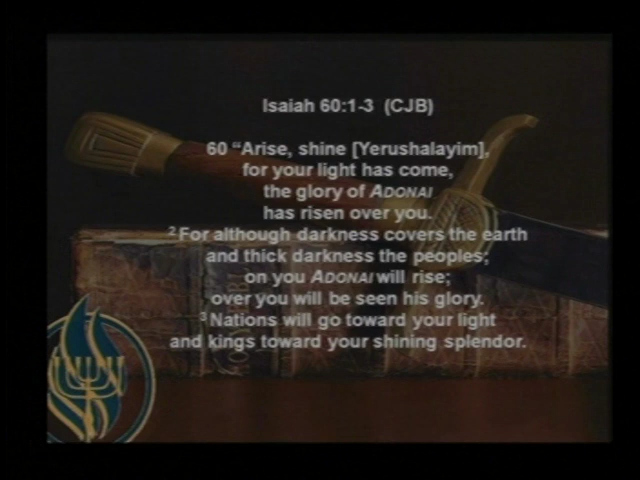 Isaiah 60:1-3 (CJB)
60 “Arise, shine [Yerushalayim],
for your light has come,
the glory of ADONAI
has risen over you.
2 For although darkness covers the earth
and thick darkness the peoples;
on you ADONAI will rise;
over you will be seen his glory.
3 Nations will go toward your light
and kings toward your shining splendor.